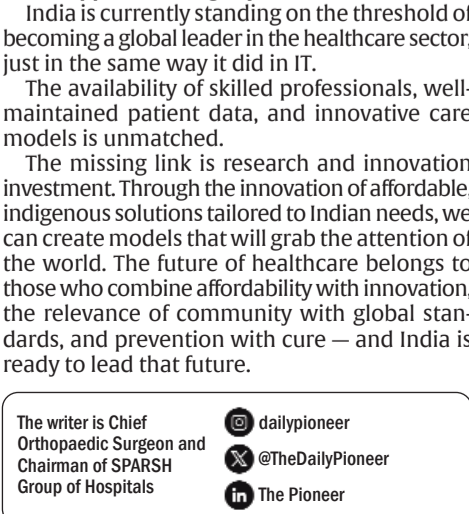 India is currently standing on the threshold of
becoming a global leader in the healthcare sector,
just in the same way it did in IT.
The availability of skilled professionals, well-
maintained patient data, and innovative care
models is unmatched.
The missing link is research and innovation
investment. Through the innovation of affordable,
indigenous solutions tailored to Indian needs, we
can create models that will grab the attention of
the world. The future of healthcare belongs to
those who combine affordability with innovation,
the relevance of community with global stan-
dards, and prevention with cure — and India is
ready to lead that future.
The writer is Chief
Orthopaedic Surgeon and
Chairman of SPARSH
Group of Hospitals
dailypioneer
@TheDailyPioneer
The Pioneer